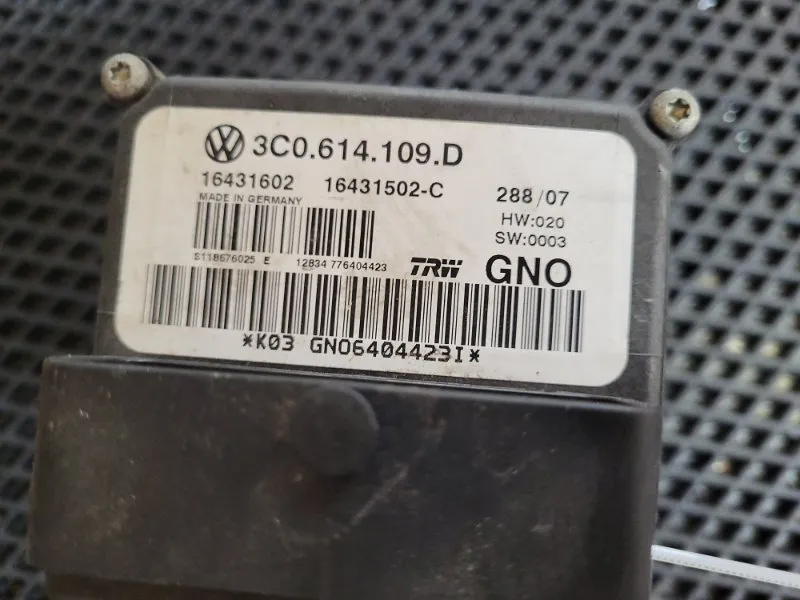 3C0.614.109.D
16431602 16431502-C 288/07
MADE IN GERMANY HW:020
SW:0003
S118676025 E 12834 776404423 TRW GNO
*K03 GNO6404423I*